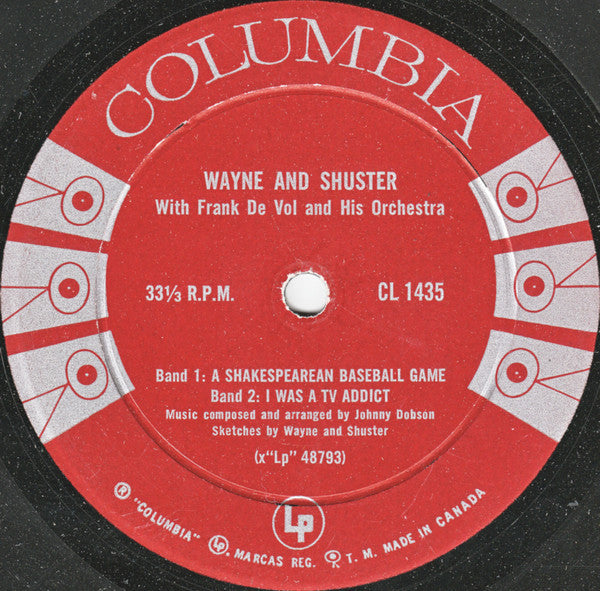 COLUMBIA
WAYNE AND SHUSTER
With Frank De Vol and His Orchestra
33⅓ R.P.M.
CL 1435
Band 1: A SHAKESPEAREAN BASEBALL GAME
Band 2: I WAS A TV ADDICT
Music composed and arranged by Johnny Dobson
Sketches by Wayne and Shuster
(x“Lp” 48793)
Ⓡ "COLUMBIA" Lp. MARCAS REG. T. M. MADE IN CANADA
Lp